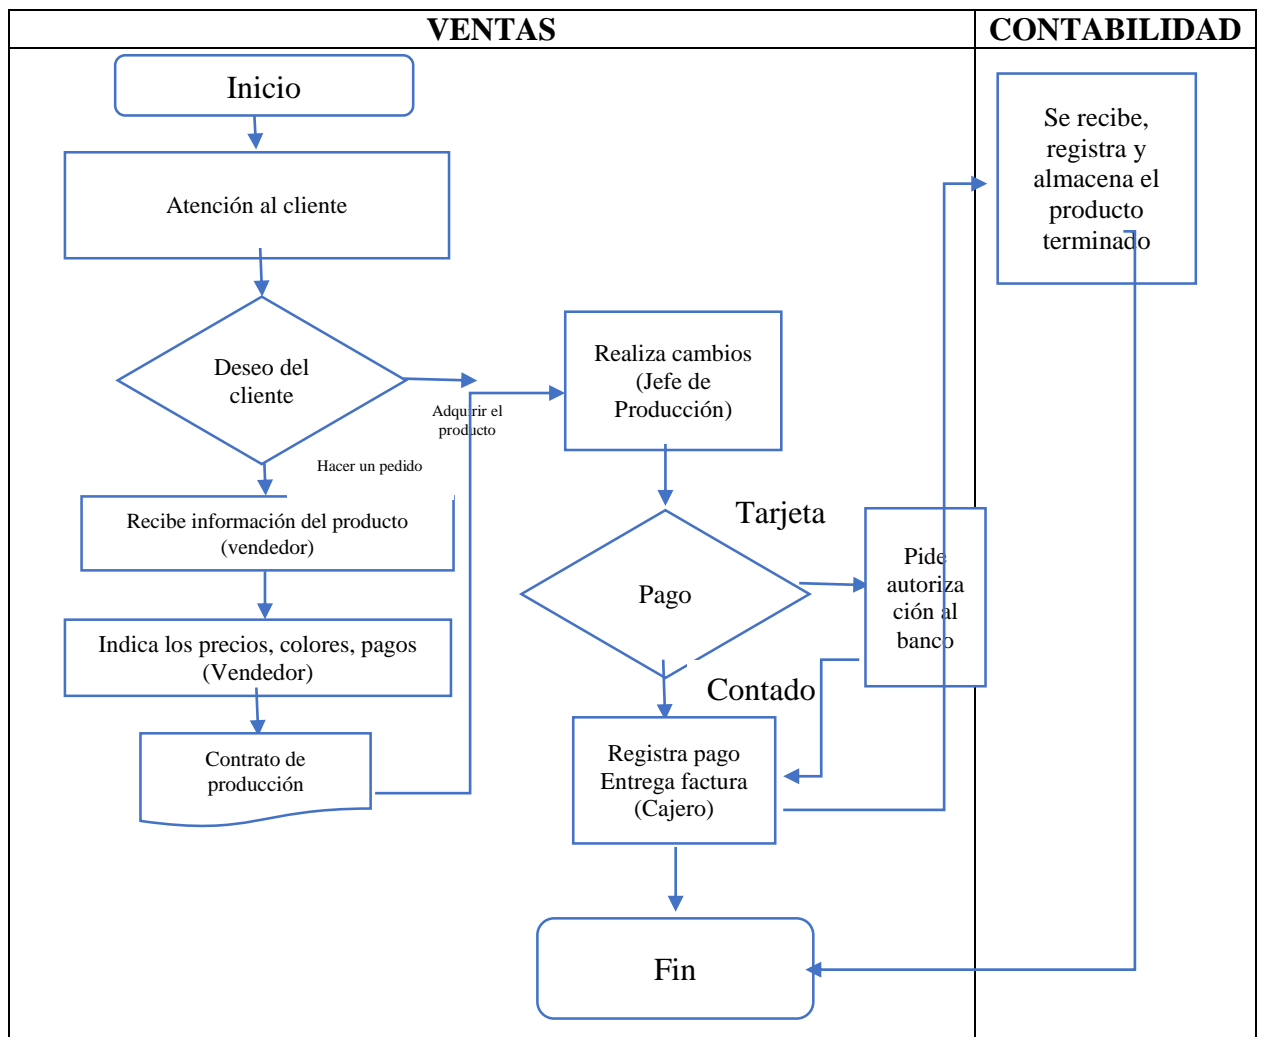 VENTAS
CONTABILIDAD
Inicio
Atención al cliente
Deseo del
cliente
Adquirir el
producto
Hacer un pedido
Recibe información del producto
(vendedor)
Indica los precios, colores, pagos
(Vendedor)
Contrato de
producción
Realiza cambios
(Jefe de
Producción)
Pago
Tarjeta
Pide
autoriza
ción al
banco
Contado
Registra pago
Entrega factura
(Cajero)
Fin
Se recibe,
registra y
almacena el
producto
terminado